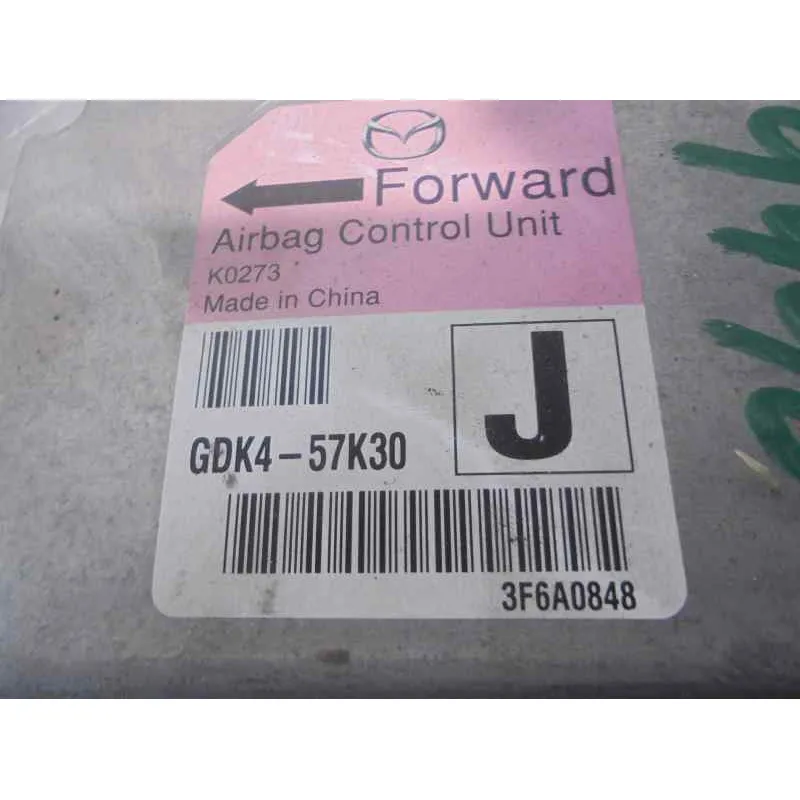 Forward
Airbag Control Unit
K0273
Made in China
J
GDK4-57K30
3F6A0848